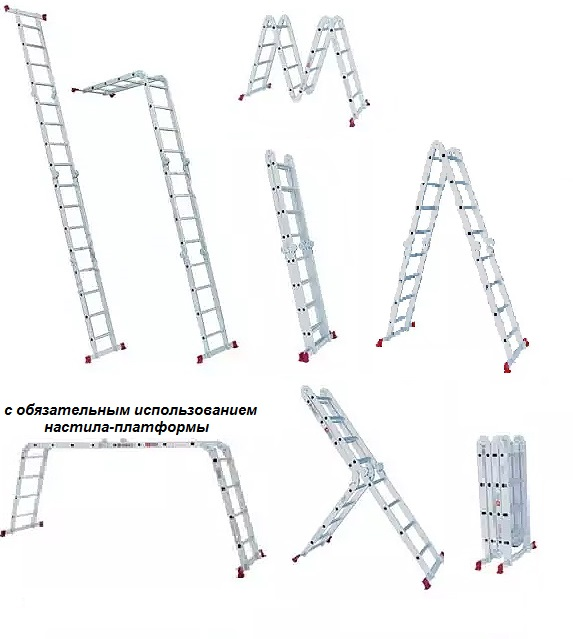 с обязательным использованием
настила-платформы